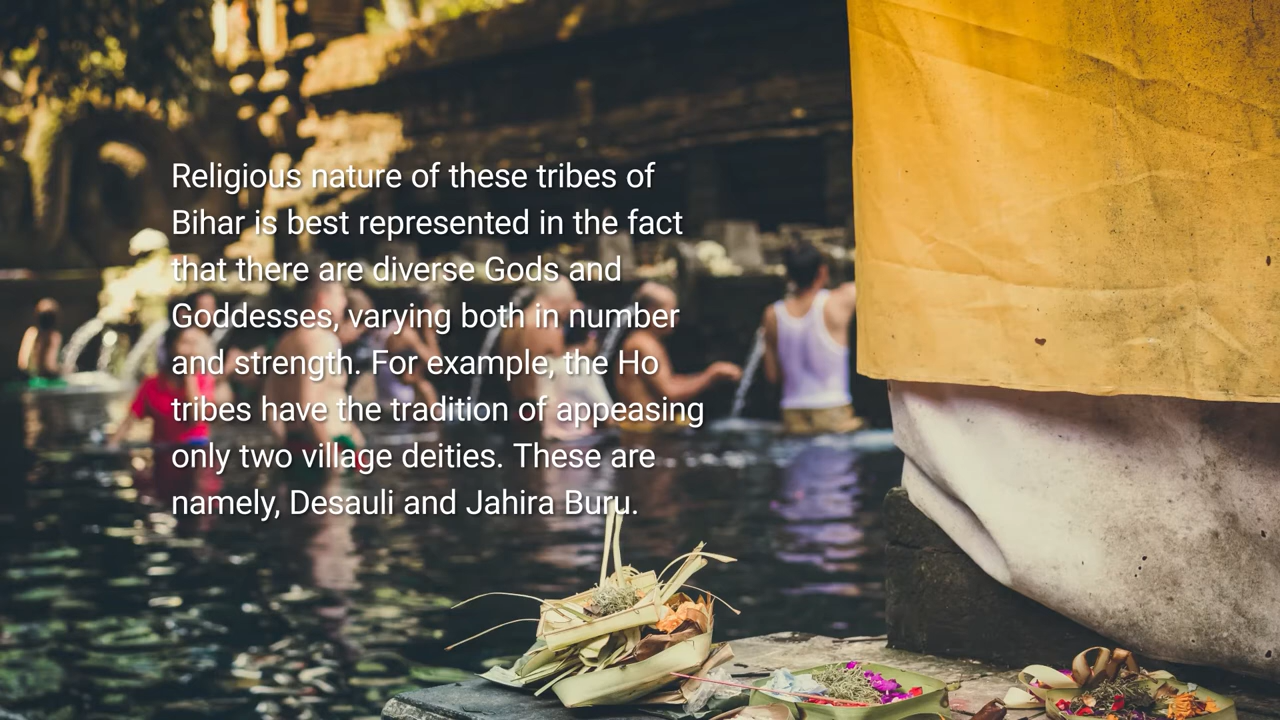 Religious nature of these tribes of
Bihar is best represented in the fact
that there are diverse Gods and
Goddesses, varying both in number
and strength. For example, the Ho
tribes have the tradition of appeasing
only two village deities. These are
namely, Desauli and Jahira Buru.